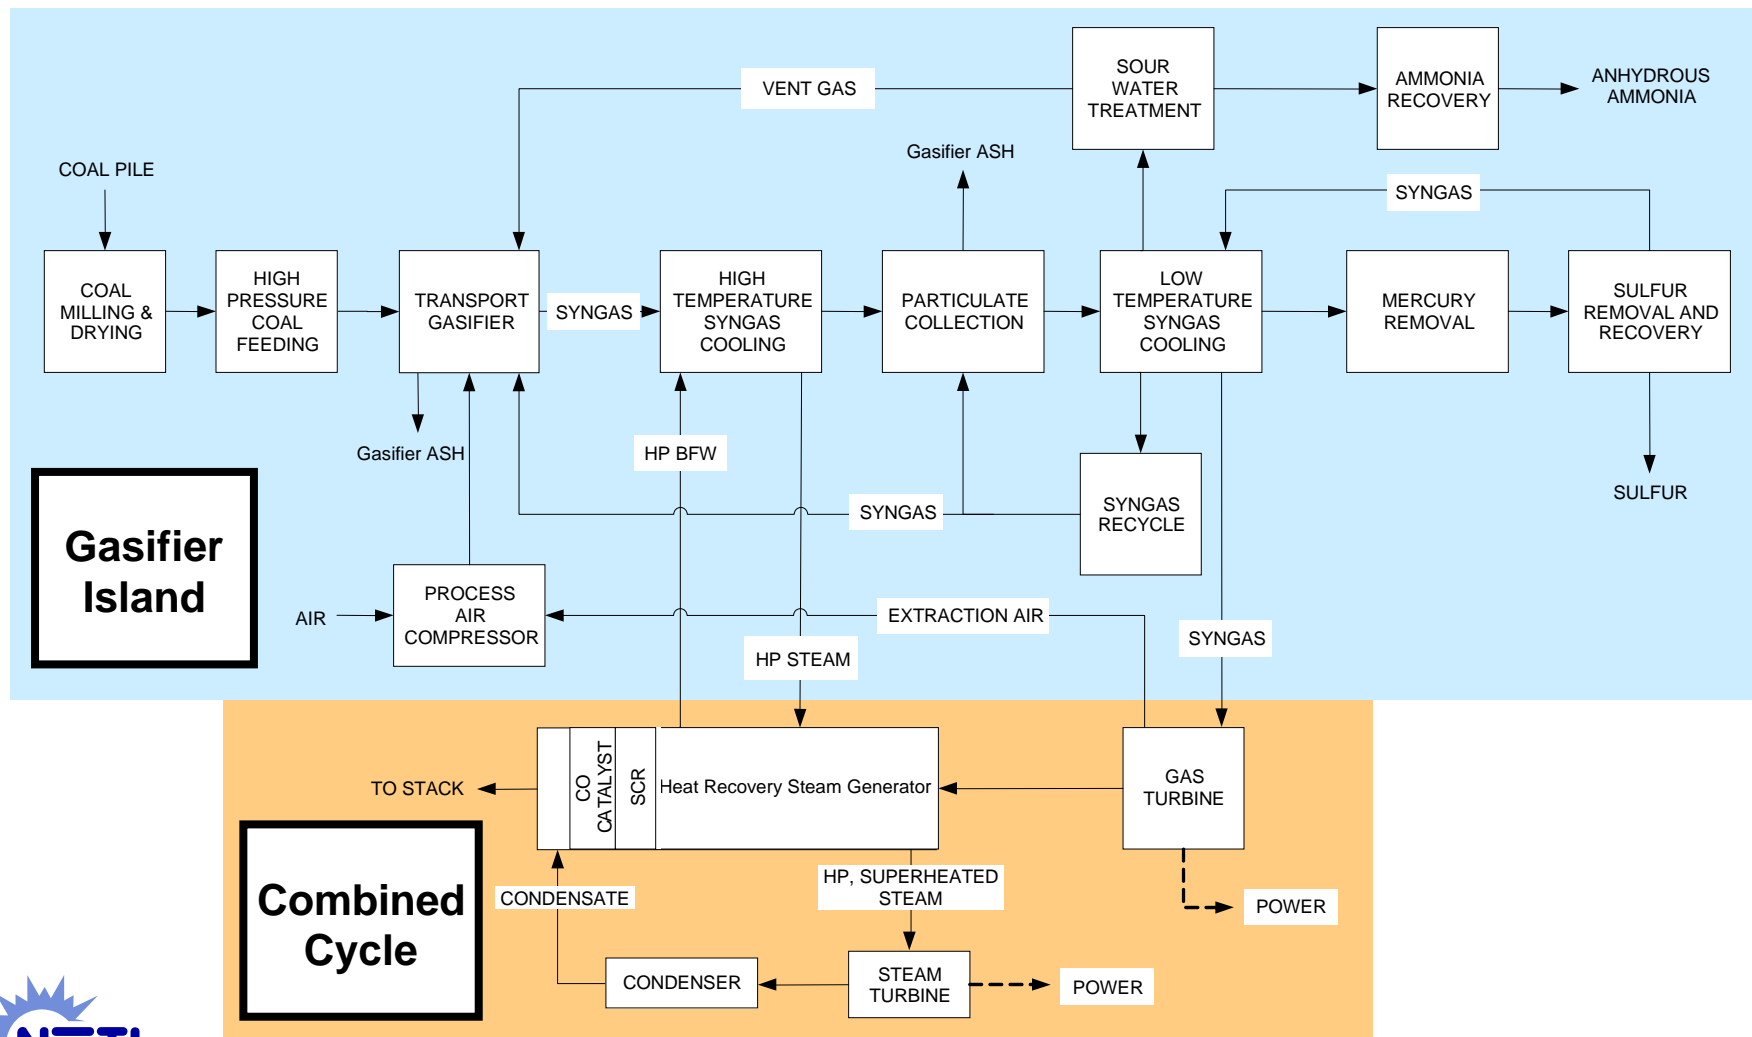 SOUR
WATER
TREATMENT
AMMONIA
RECOVERY
ANHYDROUS
AMMONIA
VENT GAS
Gasifier ASH
COAL PILE
SYNGAS
COAL
MILLING &
DRYING
HIGH
PRESSURE
COAL
FEEDING
TRANSPORT
GASIFIER
SYNGAS
HIGH
TEMPERATURE
SYNGAS
COOLING
PARTICULATE
COLLECTION
LOW
TEMPERATURE
SYNGAS
COOLING
MERCURY
REMOVAL
SULFUR
REMOVAL AND
RECOVERY
Gasifier ASH
HP BFW
SYNGAS
SYNGAS
RECYCLE
SULFUR
Gasifier
Island
PROCESS
AIR
COMPRESSOR
AIR
EXTRACTION AIR
SYNGAS
HP STEAM
TO STACK
CO
CATALYST
SCR
Heat Recovery Steam Generator
GAS
TURBINE
Combined
Cycle
CONDENSATE
HP, SUPERHEATED
STEAM
POWER
CONDENSER
STEAM
TURBINE
POWER
NETL